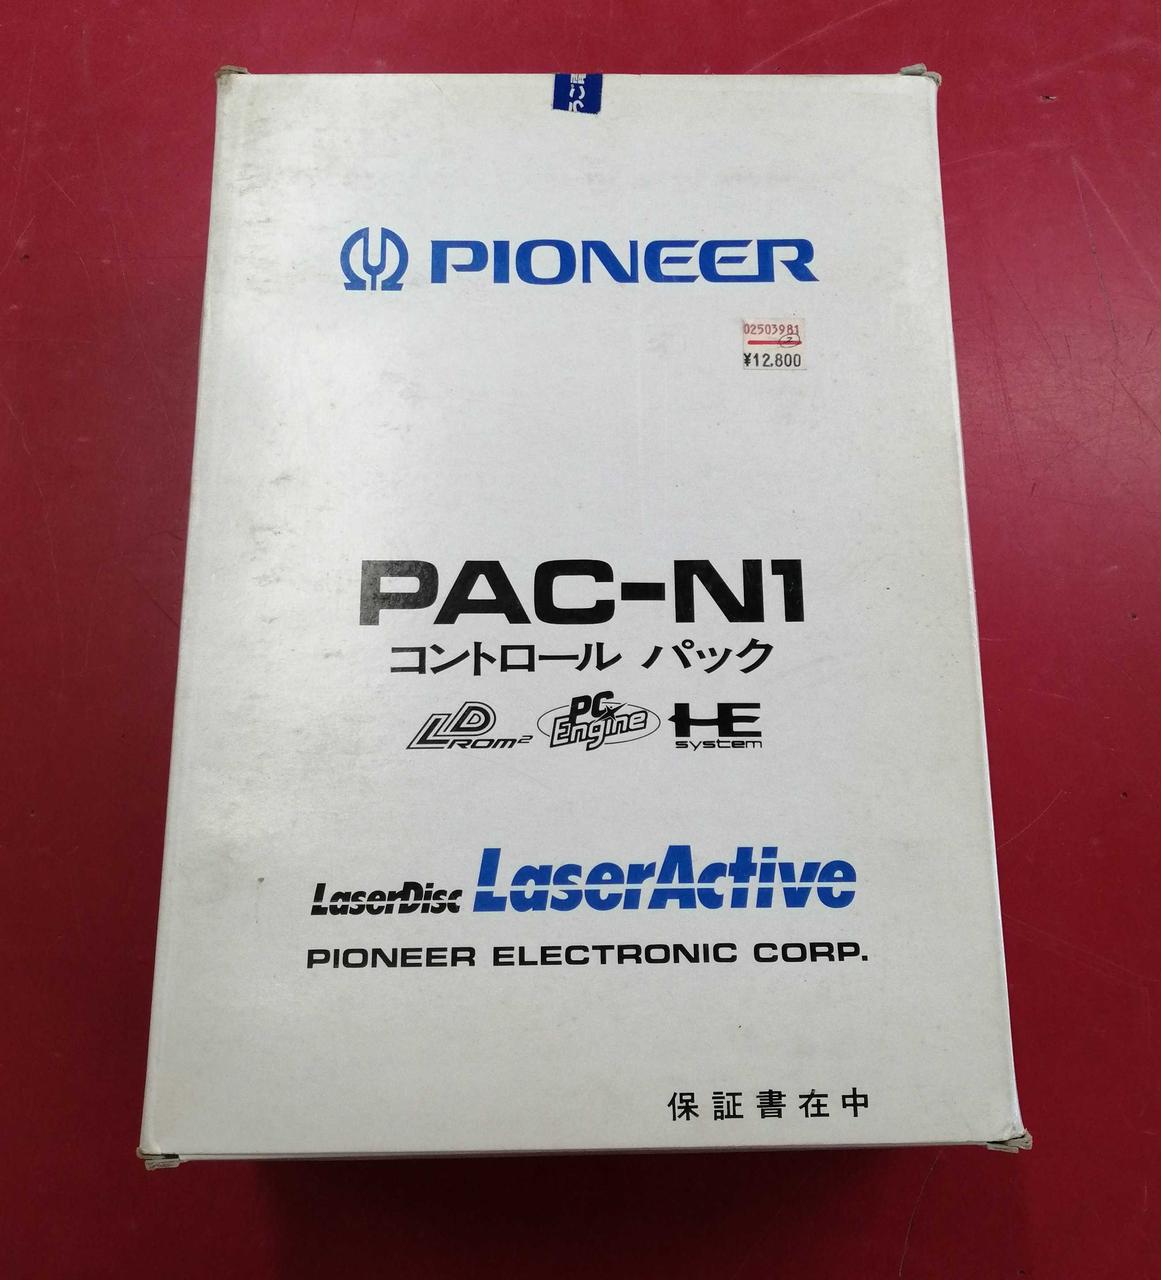 PIONEER
02503981
2
¥12,800
PAC-N1
コントロール パック
LD ROM²
PC Engine
HE system
LaserDisc LaserActive
PIONEER ELECTRONIC CORP.
保証書在中